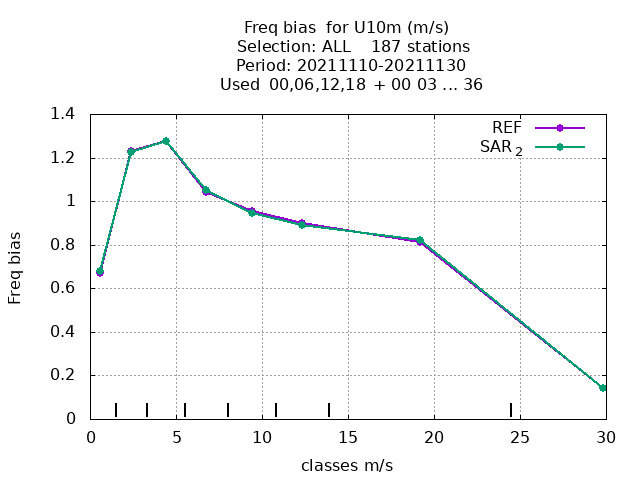 Freq bias  for U10m (m/s)
Selection: ALL    187 stations
Period: 20211110-20211130
Used  00,06,12,18  + 00 03 ... 36
REF
SAR 2
1.4
1.2
1
0.8
0.6
0.4
0.2
0
Freq bias
0 5 10 15 20 25 30
classes m/s